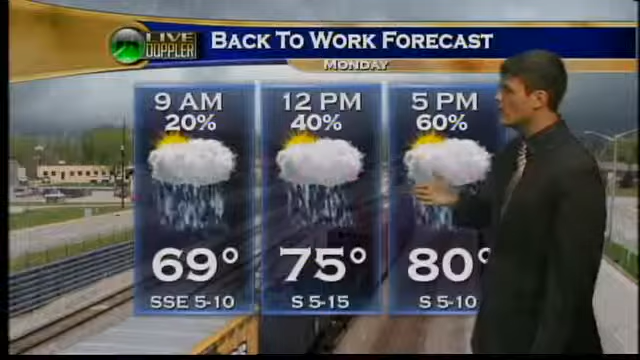 LIVE
DOPPLER
BACK TO WORK FORECAST
MONDAY
9 AM
20%
69°
SSE 5-10
12 PM
40%
75°
S 5-15
5 PM
60%
80°
S 5-10